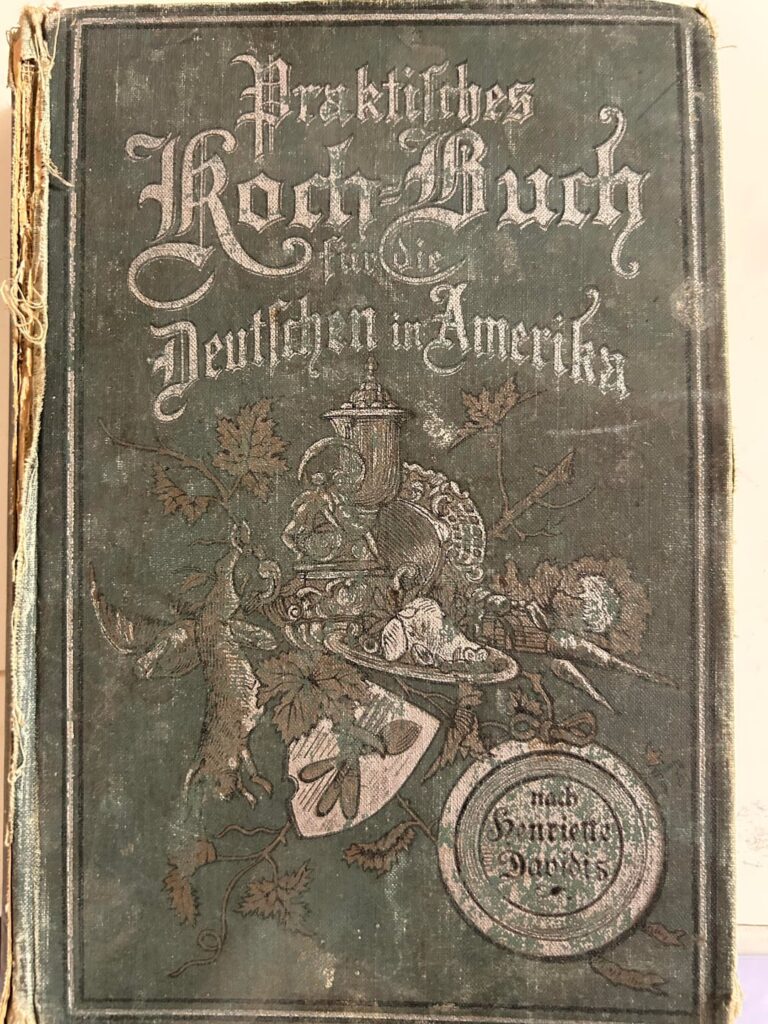 Praktiſches
Koch-Buch
für die
Deutſchen in Amerika
nach
Henriette
Davidis